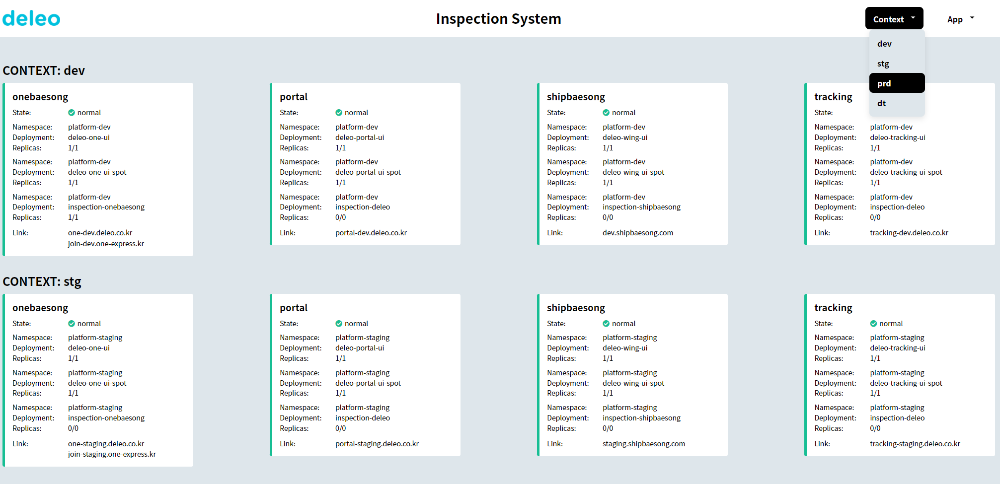 deleo
Inspection System
Context
App
dev
stg
prd
dt
CONTEXT: dev
onebaesong
State: normal
Namespace: platform-dev
Deployment: deleo-one-ui
Replicas: 1/1
Namespace: platform-dev
Deployment: deleo-one-ui-spot
Replicas: 1/1
Namespace: platform-dev
Deployment: inspection-onebaesong
Replicas: 1/1
Link: one-dev.deleo.co.kr
join-dev.one-express.kr
portal
State: normal
Namespace: platform-dev
Deployment: deleo-portal-ui
Replicas: 1/1
Namespace: platform-dev
Deployment: deleo-portal-ui-spot
Replicas: 1/1
Namespace: platform-dev
Deployment: inspection-deleo
Replicas: 0/0
Link: portal-dev.deleo.co.kr
shipbaesong
State: normal
Namespace: platform-dev
Deployment: deleo-wing-ui
Replicas: 1/1
Namespace: platform-dev
Deployment: deleo-wing-ui-spot
Replicas: 1/1
Namespace: platform-dev
Deployment: inspection-shipbaesong
Replicas: 0/0
Link: dev.shipbaesong.com
tracking
State:
Namespace: platform-dev
Deployment: deleo-tracking-ui
Replicas: 1/1
Namespace: platform-dev
Deployment: deleo-tracking-ui-spot
Replicas: 1/1
Namespace: platform-dev
Deployment: inspection-deleo
Replicas: 0/0
Link: tracking-dev.deleo.co.kr
CONTEXT: stg
onebaesong
State: normal
Namespace: platform-staging
Deployment: deleo-one-ui
Replicas: 1/1
Namespace: platform-staging
Deployment: deleo-one-ui-spot
Replicas: 1/1
Namespace: platform-staging
Deployment: inspection-onebaesong
Replicas: 0/0
Link: one-staging.deleo.co.kr
join-staging.one-express.kr
portal
State: normal
Namespace: platform-staging
Deployment: deleo-portal-ui
Replicas: 1/1
Namespace: platform-staging
Deployment: deleo-portal-ui-spot
Replicas: 1/1
Namespace: platform-staging
Deployment: inspection-deleo
Replicas: 0/0
Link: portal-staging.deleo.co.kr
shipbaesong
State: normal
Namespace: platform-staging
Deployment: deleo-wing-ui
Replicas: 1/1
Namespace: platform-staging
Deployment: deleo-wing-ui-spot
Replicas: 1/1
Namespace: platform-staging
Deployment: inspection-shipbaesong
Replicas: 0/0
Link: staging.shipbaesong.com
tracking
State: normal
Namespace: platform-staging
Deployment: deleo-tracking-ui
Replicas: 1/1
Namespace: platform-staging
Deployment: deleo-tracking-ui-spot
Replicas: 1/1
Namespace: platform-staging
Deployment: inspection-deleo
Replicas: 0/0
Link: tracking-staging.deleo.co.kr